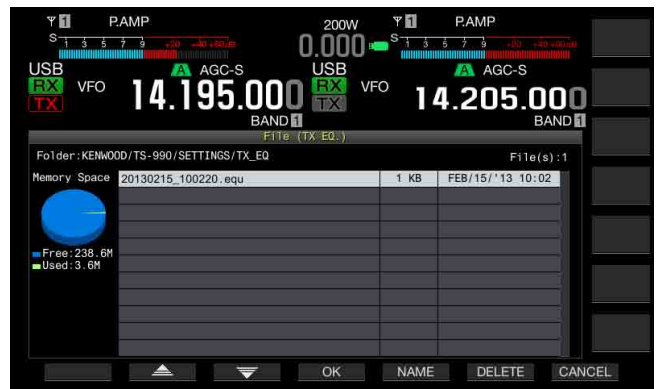 1 P.AMP 200W 1 P.AMP
S 1 3 5 7 9 +20 +40 +60dB 0.000 S 1 3 5 7 9 +20 +40 +60dB
USB A AGC-S USB A AGC-S
RX VFO 14.195.000 RX VFO 14.205.000
TX TX
BAND 1 BAND 1
File (TX EQ.)
Folder:KENWOOD/TS-990/SETTINGS/TX_EQ File(s):1
Memory Space 20130215_100220.equ 1 KB FEB/15/'13 10:02
Free:238.6M
Used:3.6M
OK NAME DELETE CANCEL